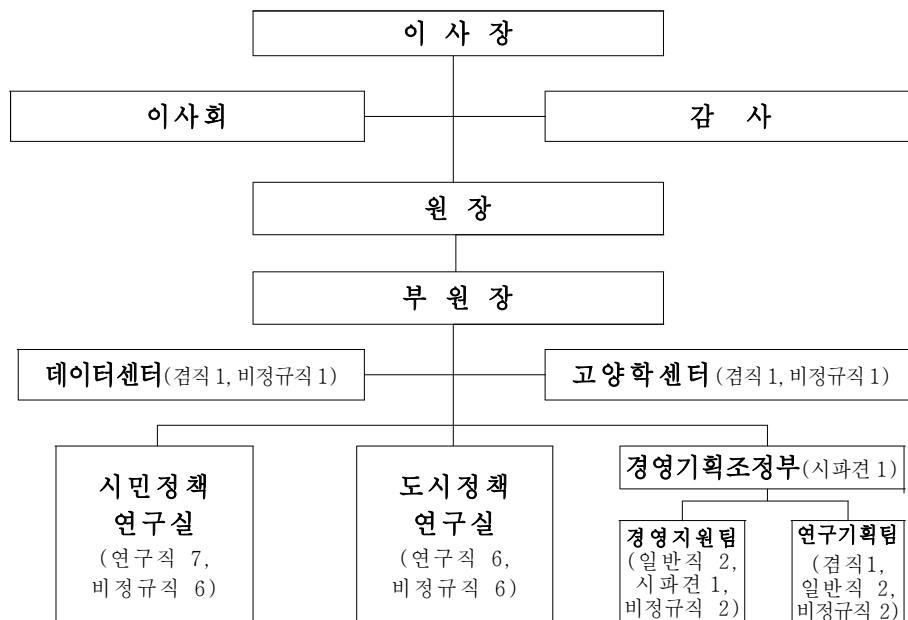 이 사 장
이사회
감 사
원 장
부 원 장
데이터센터(겸직 1, 비정규직 1)
고양학센터(겸직 1, 비정규직 1)
시민정책
연구실
(연구직 7,
비정규직 6)
도시정책
연구실
(연구직 6,
비정규직 6)
경영기획조정부(시파견 1)
경영지원팀
(일반직 2,
시파견 1,
비정규직 2)
연구기획팀
(겸직1,
일반직 2,
비정규직 2)